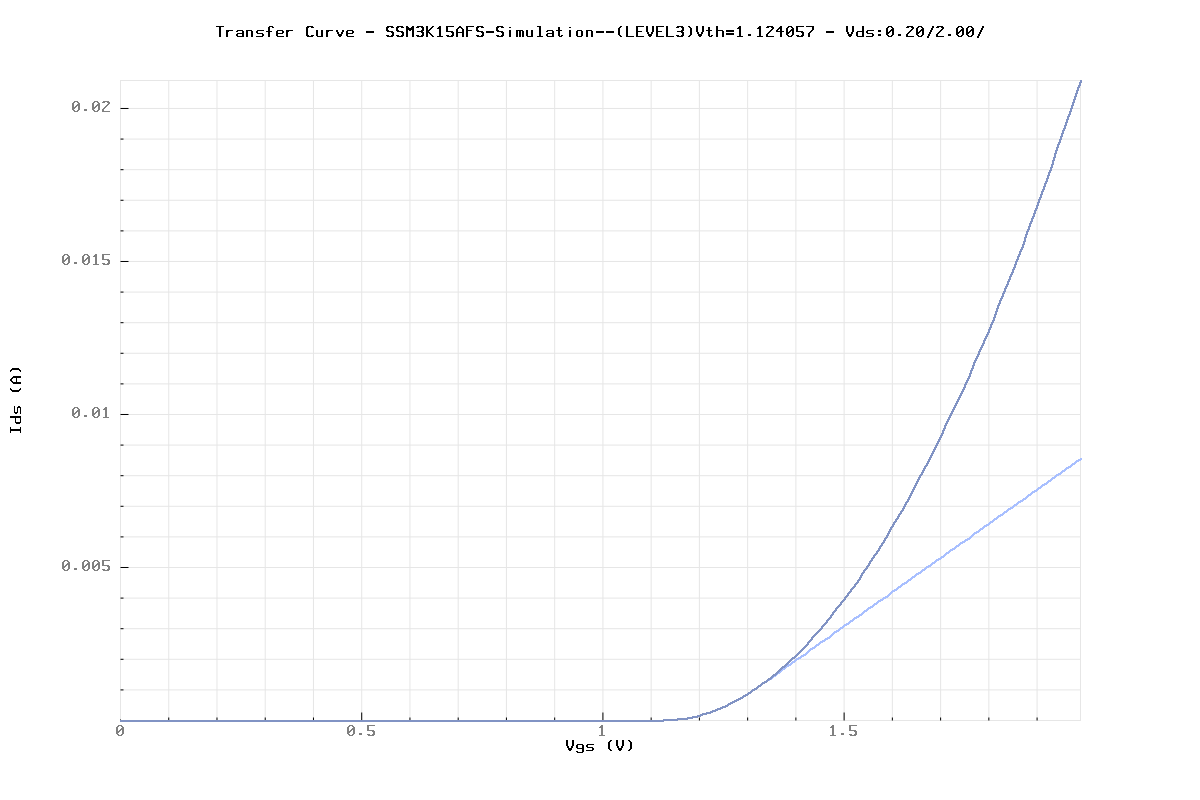 Transfer Curve - SSM3K15AFS-Simulation--(LEVEL3)Vth=1.124057 - Vds:0.20/2.00/
0.02
0.015
Ids (A)
0.01
0.005
0 0.5 1 1.5
Vgs (V)